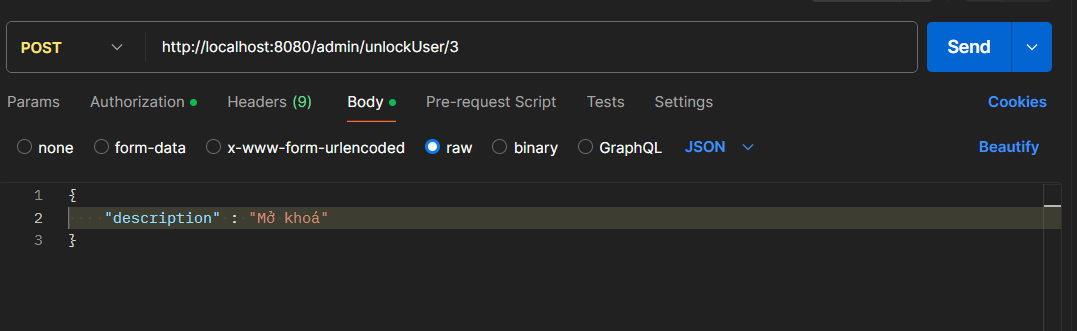 POST http://localhost:8080/admin/unlockUser/3 Send
Params Authorization Headers (9) Body Pre-request Script Tests Settings Cookies
none form-data x-www-form-urlencoded raw binary GraphQL JSON Beautify
1 {
2 "description" : "Mở khoá"
3 }